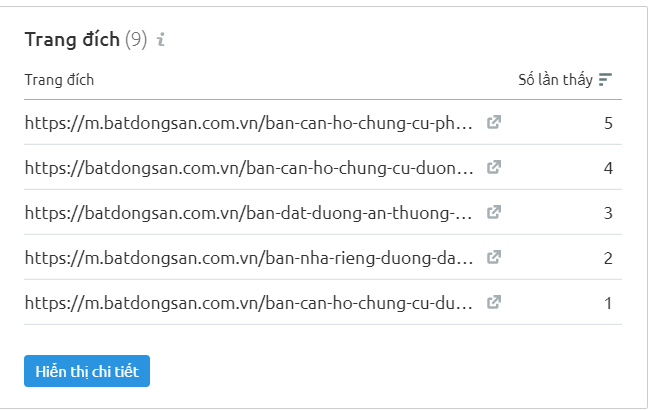 Trang đích (9) i
Trang đích Số lần thấy
https://m.batdongsan.com.vn/ban-can-ho-chung-cu-ph... 5
https://batdongsan.com.vn/ban-can-ho-chung-cu-duon... 4
https://batdongsan.com.vn/ban-dat-duong-an-thuong-... 3
https://m.batdongsan.com.vn/ban-nha-rieng-duong-da... 2
https://m.batdongsan.com.vn/ban-can-ho-chung-cu-du... 1
Hiển thị chi tiết